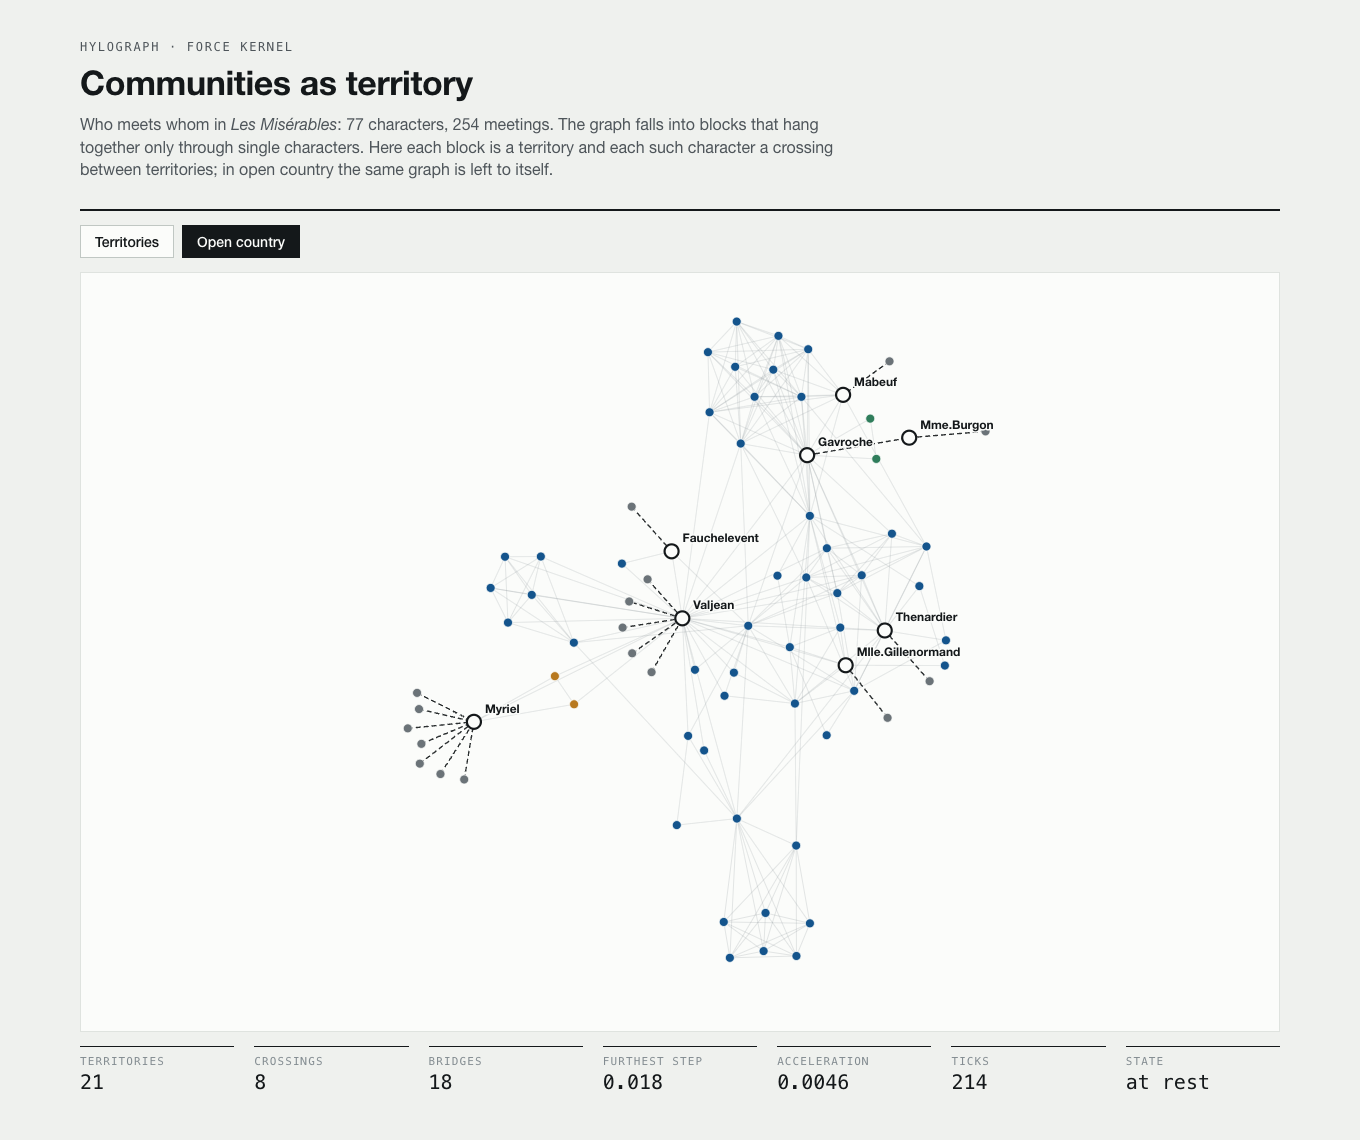 HYLOGRAPH · FORCE KERNEL
Communities as territory
Who meets whom in Les Misérables: 77 characters, 254 meetings. The graph falls into blocks that hang
together only through single characters. Here each block is a territory and each such character a crossing
between territories; in open country the same graph is left to itself.
Territories
Open country
Mabeuf
Mme.Burgon
Gavroche
Fauchelevent
Valjean
Thenardier
Mlle.Gillenormand
Myriel
TERRITORIES
21
CROSSINGS
8
BRIDGES
18
FURTHEST STEP
0.018
ACCELERATION
0.0046
TICKS
214
STATE
at rest